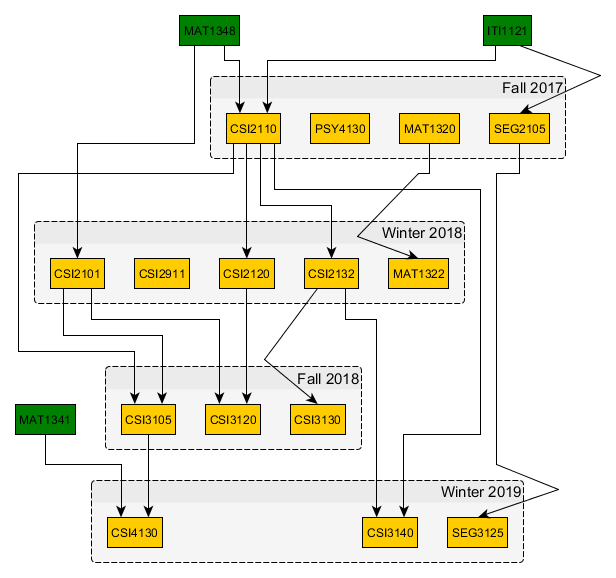 MAT1348
ITI1121
Fall 2017
CSI2110
PSY4130
MAT1320
SEG2105
Winter 2018
CSI2101
CSI2911
CSI2120
CSI2132
MAT1322
Fall 2018
MAT1341
CSI3105
CSI3120
CSI3130
Winter 2019
CSI4130
CSI3140
SEG3125